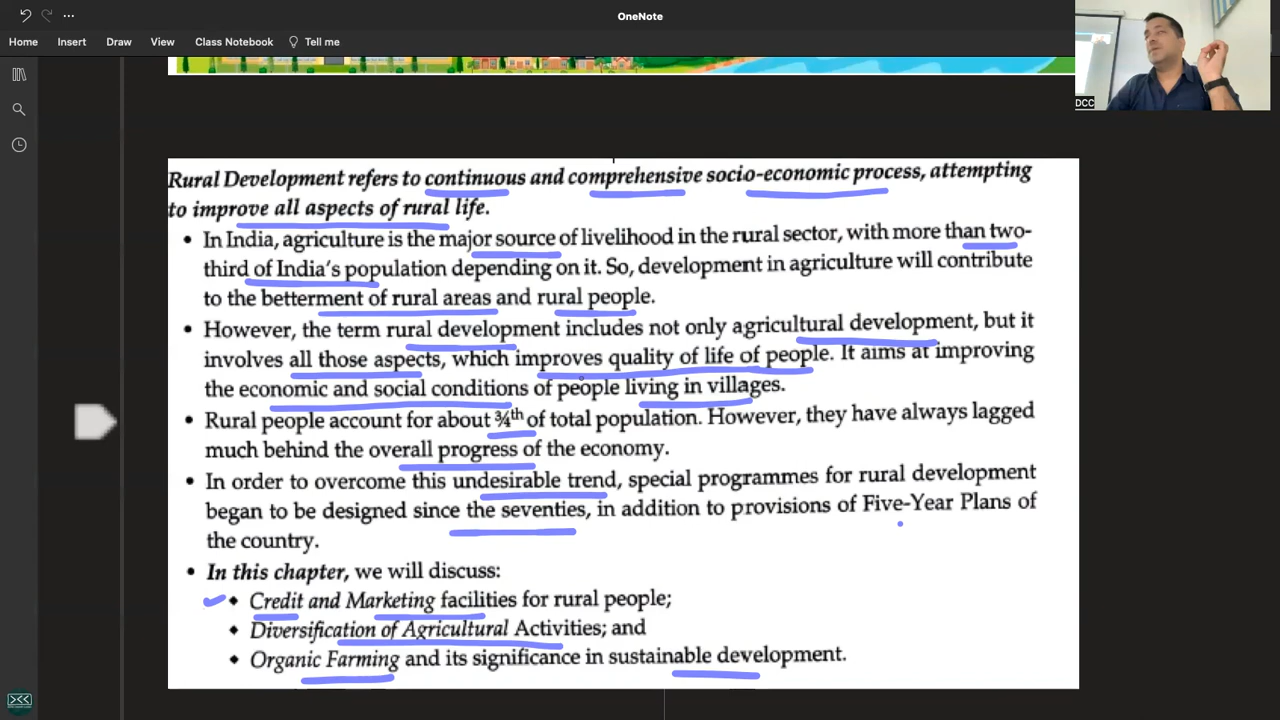 OneNote
Home Insert Draw View Class Notebook Tell me
DCC
Rural Development refers to continuous and comprehensive socio-economic process, attempting
to improve all aspects of rural life.
• In India, agriculture is the major source of livelihood in the rural sector, with more than two-
third of India's population depending on it. So, development in agriculture will contribute
to the betterment of rural areas and rural people.
• However, the term rural development includes not only agricultural development, but it
involves all those aspects, which improves quality of life of people. It aims at improving
the economic and social conditions of people living in villages.
• Rural people account for about ¾th of total population. However, they have always lagged
much behind the overall progress of the economy.
• In order to overcome this undesirable trend, special programmes for rural development
began to be designed since the seventies, in addition to provisions of Five-Year Plans of
the country.
• In this chapter, we will discuss:
♦ Credit and Marketing facilities for rural people;
♦ Diversification of Agricultural Activities; and
♦ Organic Farming and its significance in sustainable development.